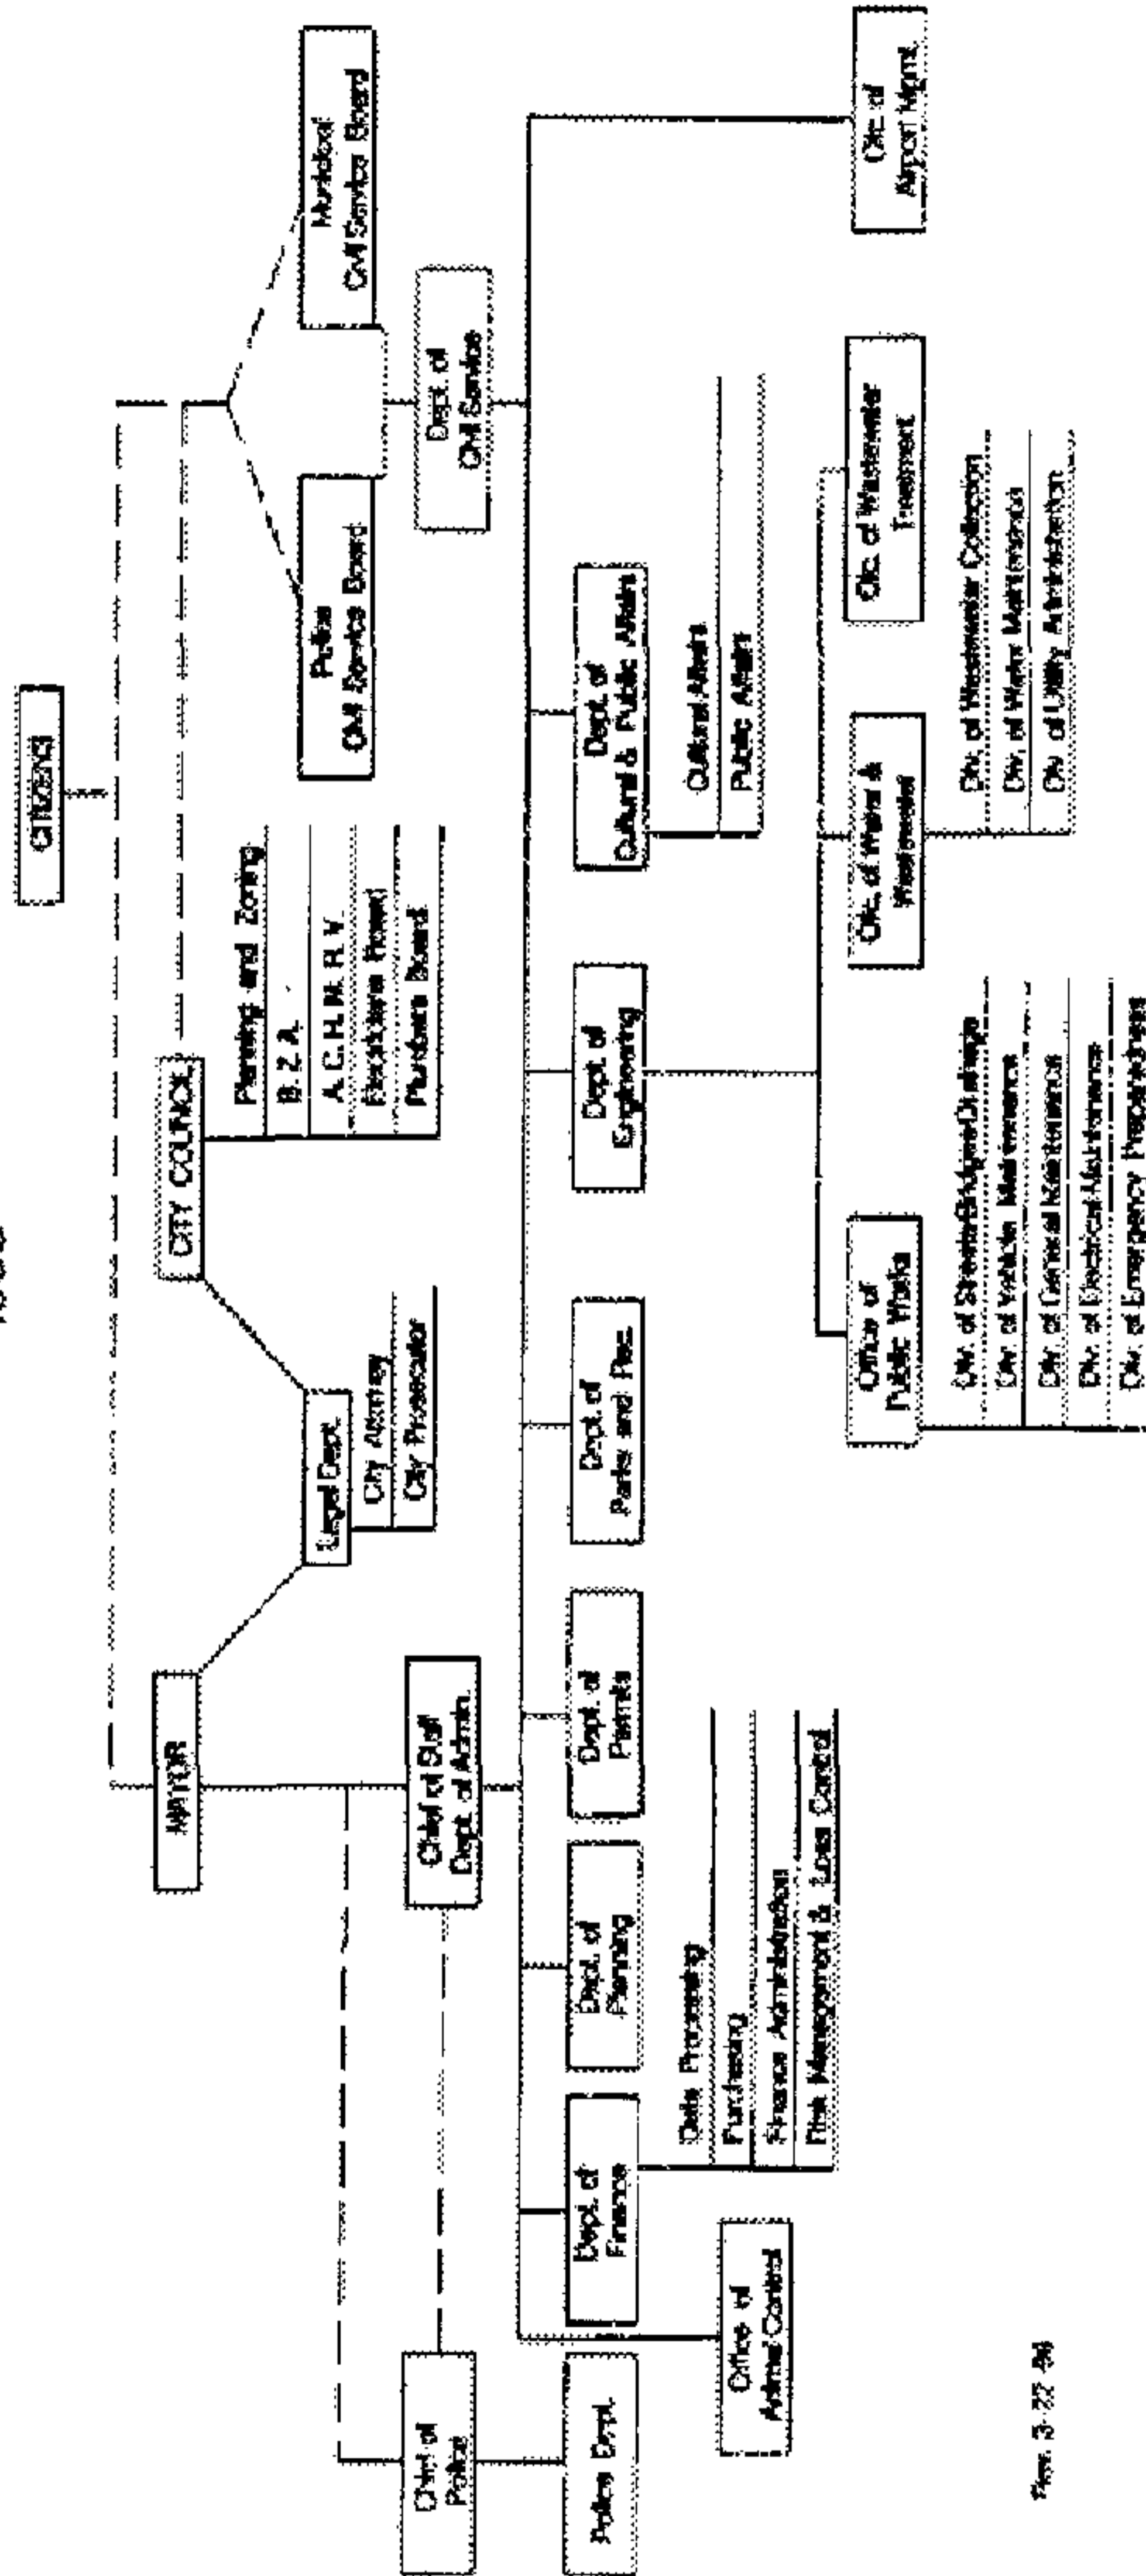 CITIZENS
MAYOR
CITY COUNCIL
Legal Dept.
City Attorney
City Prosecutor
Planning and Zoning
B. Z. A.
A. C. H. M. R. V.
Plumbers Board
Police
Civil Service Board
Municipal
Civil Service Board
Dept. of
Civil Service
Chief of Staff
Dept. of Admin.
Chief of
Police
Police Dept.
Office of
Animal Control
Dept. of
Finance
Data Processing
Purchasing
Finance Administration
Risk Management & Loss Control
Dept. of
Planning
Dept. of
Permits
Dept. of
Parks and Rec.
Dept. of
Engineering
Dept. of
Cultural & Public Affairs
Cultural Affairs
Public Affairs
Office of
Public Works
Div. of Streets/Bridges/Drainage
Div. of Vehicle Maintenance
Div. of General Maintenance
Div. of Electrical Maintenance
Div. of Emergency Preparedness
Ofc. of Water &
Wastewater
Div. of Wastewater Collection
Div. of Water Maintenance
Div. of Utility Administration
Ofc. of Wastewater
Treatment
Ofc. of
Airport Mgmt.